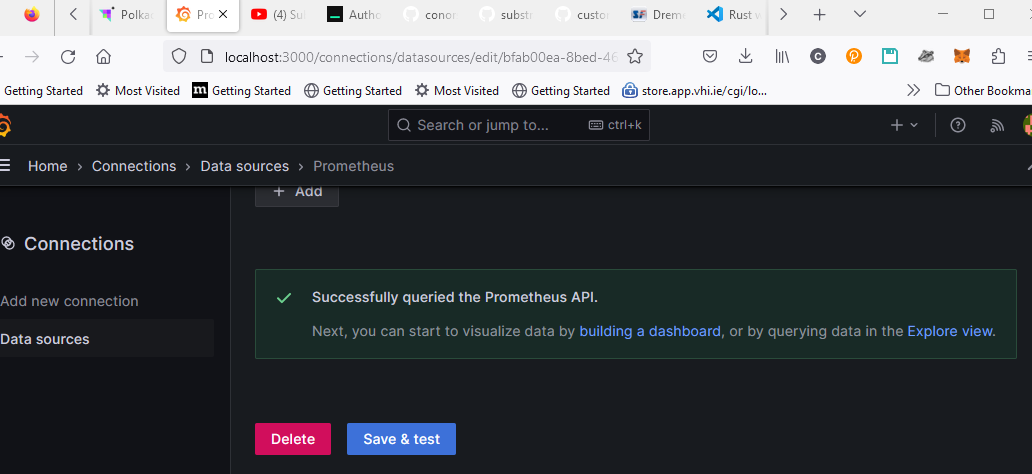 Polka
Pro
(4) Su
Autho
conor
substr
custor
Dreme
Rust w
localhost:3000/connections/datasources/edit/bfab00ea-8bed-46
Getting Started Most Visited Getting Started Getting Started Most Visited Getting Started store.app.vhi.ie/cgi/lo... Other Bookma
Search or jump to... ctrl+k
Home › Connections › Data sources › Prometheus
+ Add
Connections
Add new connection
Data sources
Successfully queried the Prometheus API.
Next, you can start to visualize data by building a dashboard, or by querying data in the Explore view.
Delete Save & test